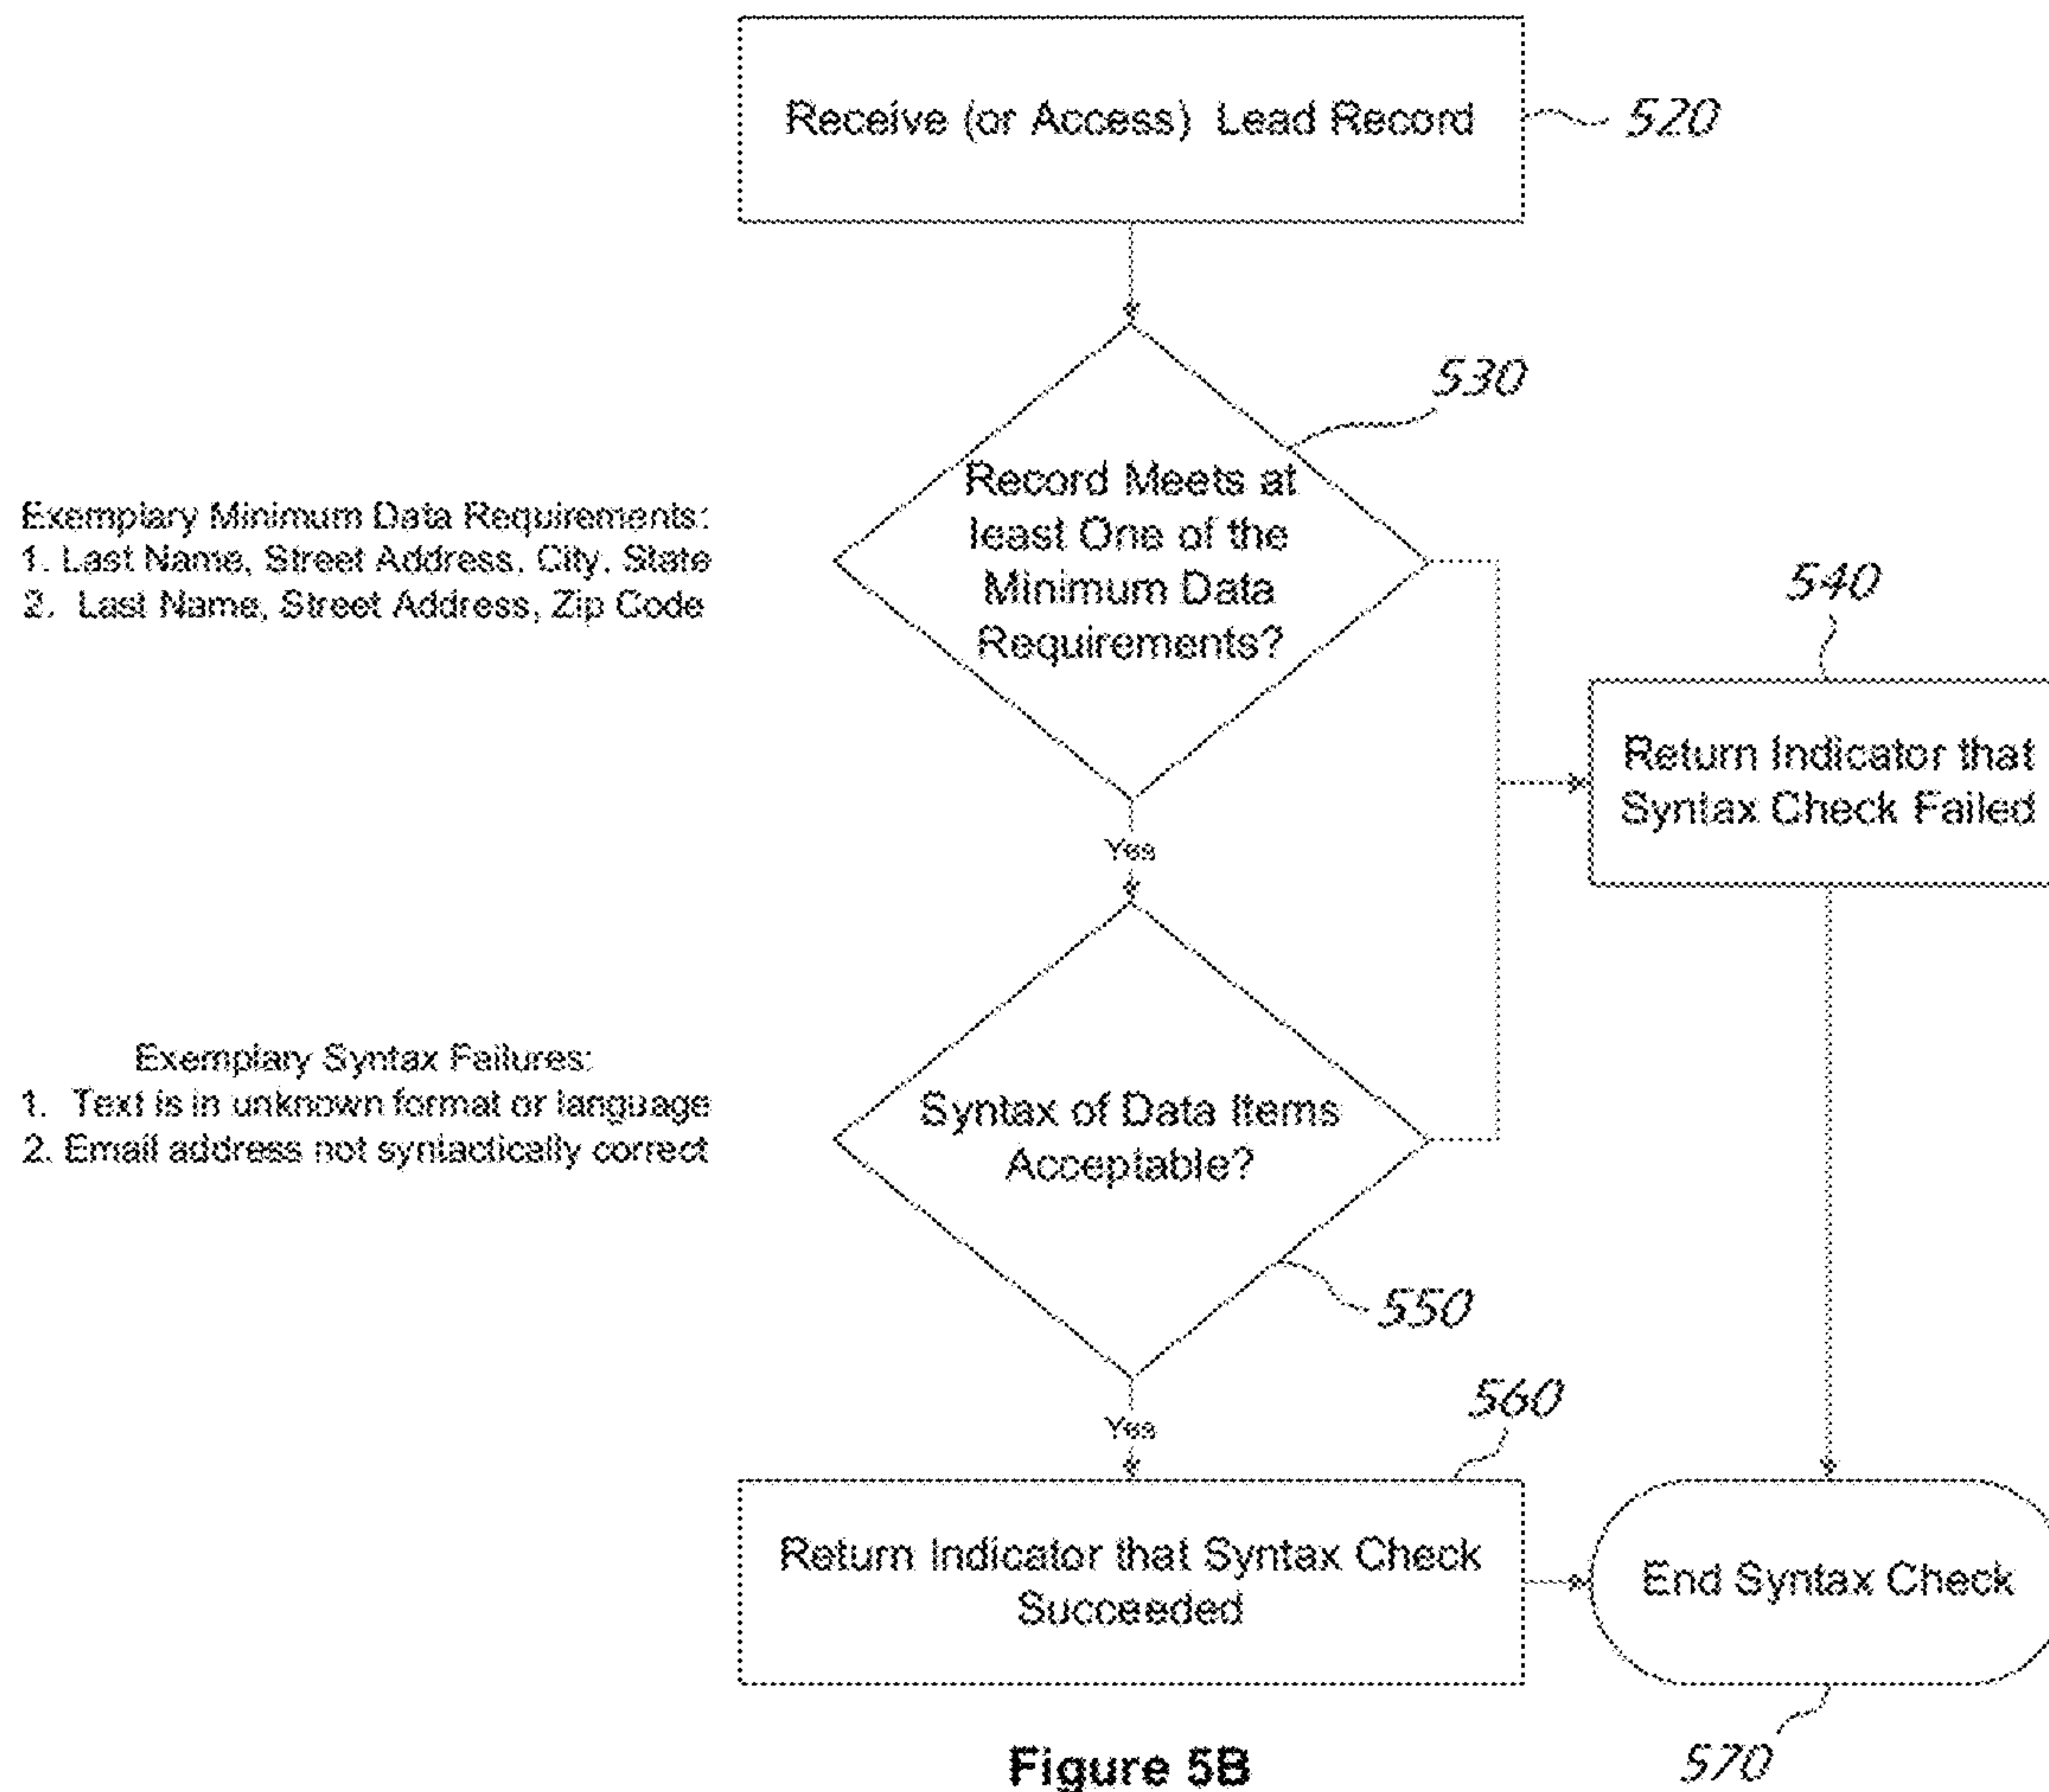 Receive (or Access) Lead Record
520
530
Record Meets at
least One of the
Minimum Data
Requirements?
Exemplary Minimum Data Requirements:
1. Last Name, Street Address, City, State
2. Last Name, Street Address, Zip Code
540
Return Indicator that
Syntax Check Failed
Yes
Exemplary Syntax Failures:
1. Text is in unknown format or language
2. Email address not syntactically correct
Syntax of Data Items
Acceptable?
550
Yes
560
Return Indicator that Syntax Check
Succeeded
End Syntax Check
570
Figure 5B